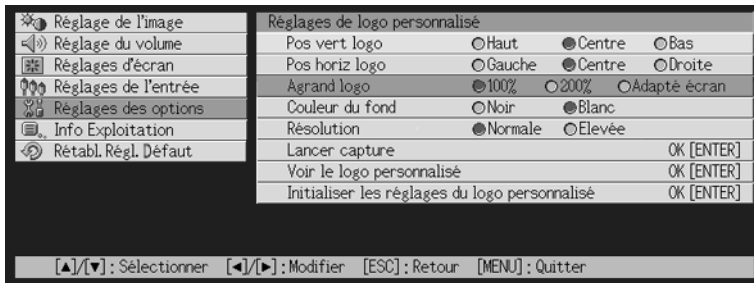 Réglage de l'image
Réglage du volume
Réglages d'écran
Réglages de l'entrée
Réglages des options
Info Exploitation
Rétabl. Régl. Défaut
Réglages de logo personnalisé
Pos vert logo Haut Centre Bas
Pos horiz logo Gauche Centre Droite
Agrand logo 100% 200% Adapté écran
Couleur du fond Noir Blanc
Résolution Normale Elevée
Lancer capture OK [ENTER]
Voir le logo personnalisé OK [ENTER]
Initialiser les réglages du logo personnalisé OK [ENTER]
[▲]/[▼] : Sélectionner [◀]/[▶] : Modifier [ESC] : Retour [MENU] : Quitter